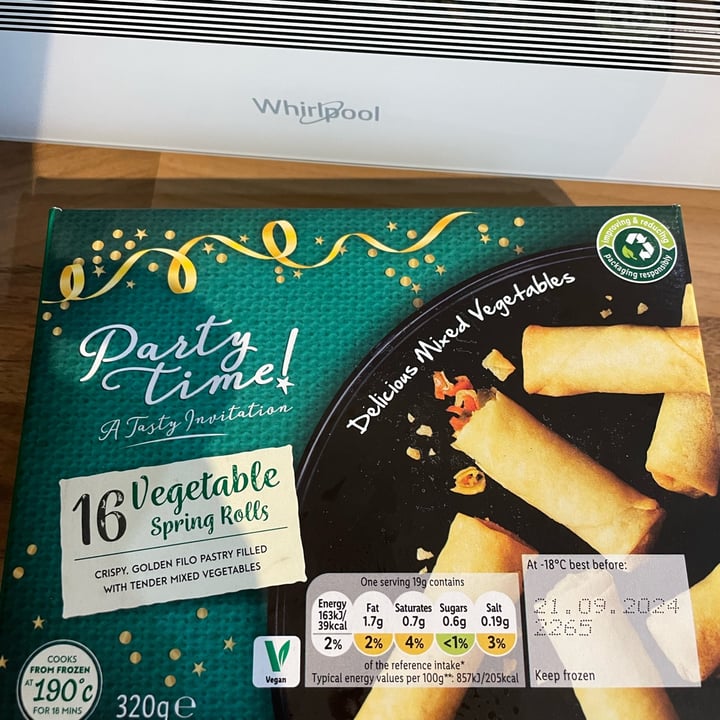 Whirlpool
improving & reducing
packaging responsibly
Delicious Mixed Vegetables
Party
time!
A Tasty Invitation
16 Vegetable
Spring Rolls
CRISPY, GOLDEN FILO PASTRY FILLED
WITH TENDER MIXED VEGETABLES
COOKS
FROM FROZEN
AT 190°c
FOR 18 MINS
320g e
V
Vegan
One serving 19g contains
Energy 163kJ/ 39kcal 2%
Fat 1.7g 2%
Saturates 0.7g 4%
Sugars 0.6g <1%
Salt 0.19g 3%
of the reference intake*
Typical energy values per 100g**: 857kJ/205kcal
At -18°C best before:
21.09.2024
2265
Keep frozen